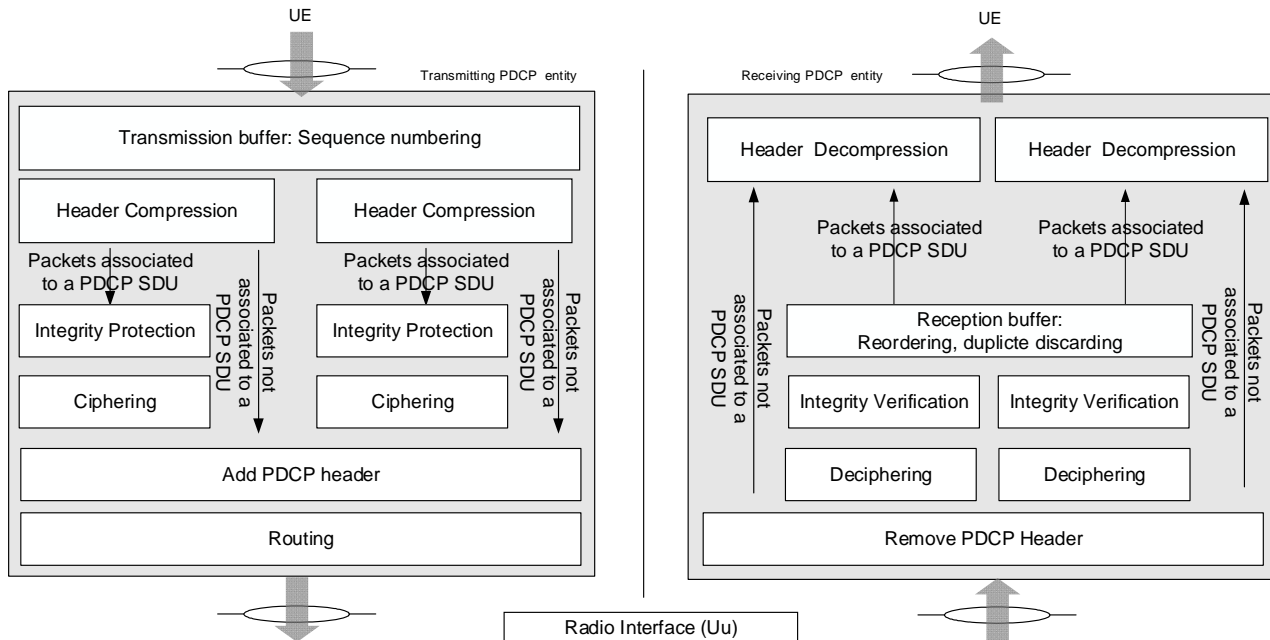 UE
Transmitting PDCP entity
Transmission buffer: Sequence numbering
Header Compression
Header Compression
Packets associated
to a PDCP SDU
Packets not
associated to a
PDCP SDU
Packets associated
to a PDCP SDU
Packets not
associated to a
PDCP SDU
Integrity Protection
Integrity Protection
Ciphering
Ciphering
Add PDCP header
Routing
UE
Receiving PDCP entity
Header Decompression
Header Decompression
Packets associated
to a PDCP SDU
Packets associated
to a PDCP SDU
Packets not
associated to a
PDCP SDU
Reception buffer:
Reordering, duplicte discarding
Packets not
associated to a
PDCP SDU
Integrity Verification
Integrity Verification
Deciphering
Deciphering
Remove PDCP Header
Radio Interface (Uu)